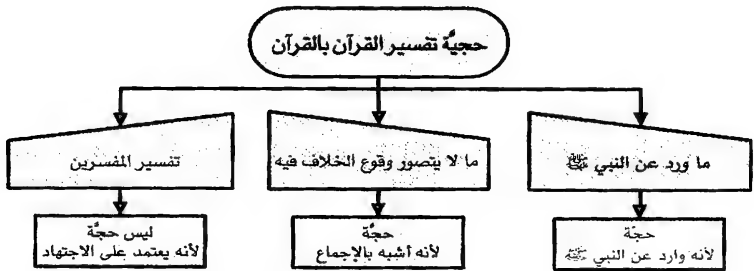 حجيَّة تفسير القرآن بالقرآن
ما ورد عن النبي ﷺ
ما لا يتصور وقوع الخلاف فيه
تفسير المفسرين
حجّة
لأنه وارد عن النبي ﷺ
حجَّة
لأنه أشبه بالإجماع
ليس حجَّة
لأنه يعتمد على الاجتهاد